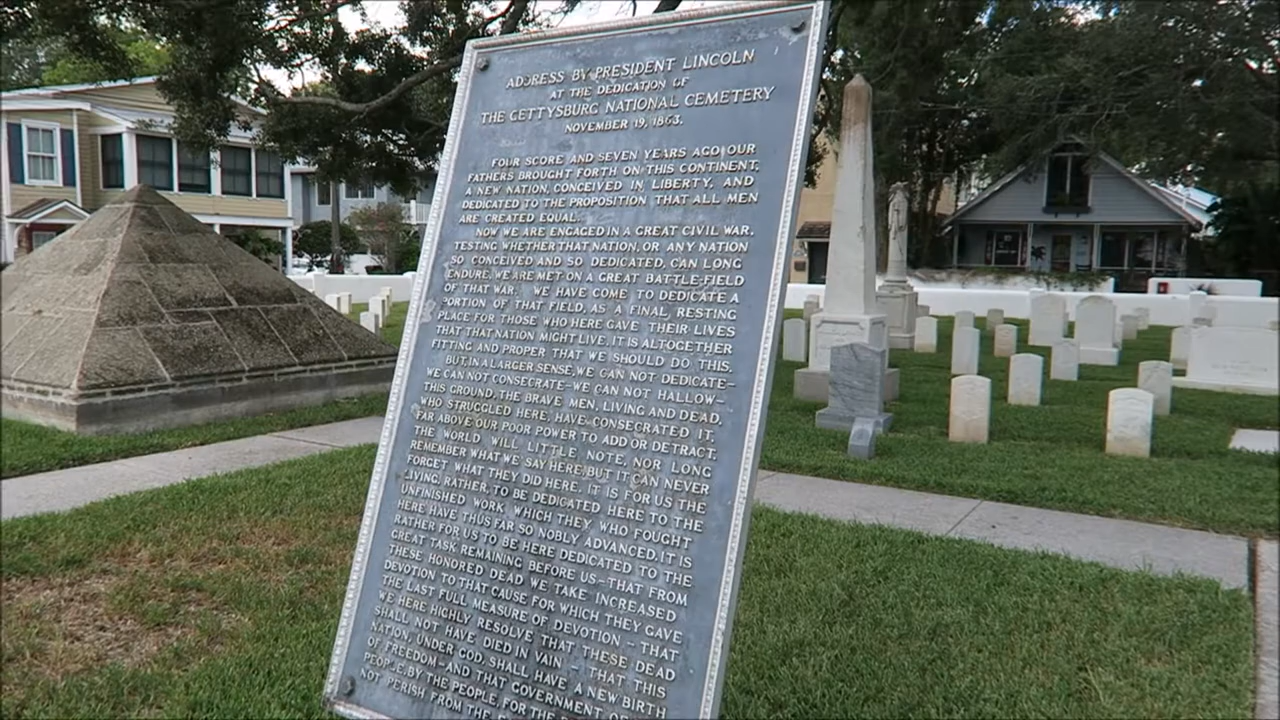 ADDRESS BY PRESIDENT LINCOLN
AT THE DEDICATION OF
THE GETTYSBURG NATIONAL CEMETERY
NOVEMBER 19, 1863.
FOUR SCORE AND SEVEN YEARS AGO OUR
FATHERS BROUGHT FORTH ON THIS CONTINENT,
A NEW NATION, CONCEIVED IN LIBERTY, AND
DEDICATED TO THE PROPOSITION THAT ALL MEN
ARE CREATED EQUAL.
NOW WE ARE ENGAGED IN A GREAT CIVIL WAR,
TESTING WHETHER THAT NATION, OR ANY NATION
SO CONCEIVED AND SO DEDICATED, CAN LONG
ENDURE. WE ARE MET ON A GREAT BATTLE-FIELD
OF THAT WAR. WE HAVE COME TO DEDICATE A
PORTION OF THAT FIELD, AS A FINAL RESTING
PLACE FOR THOSE WHO HERE GAVE THEIR LIVES
THAT THAT NATION MIGHT LIVE. IT IS ALTOGETHER
FITTING AND PROPER THAT WE SHOULD DO THIS.
BUT, IN A LARGER SENSE, WE CAN NOT DEDICATE—
WE CAN NOT CONSECRATE—WE CAN NOT HALLOW—
THIS GROUND. THE BRAVE MEN, LIVING AND DEAD,
WHO STRUGGLED HERE, HAVE CONSECRATED IT,
FAR ABOVE OUR POOR POWER TO ADD OR DETRACT.
THE WORLD WILL LITTLE NOTE, NOR LONG
REMEMBER WHAT WE SAY HERE, BUT IT CAN NEVER
FORGET WHAT THEY DID HERE. IT IS FOR US THE
LIVING, RATHER, TO BE DEDICATED HERE TO THE
UNFINISHED WORK WHICH THEY WHO FOUGHT
HERE HAVE THUS FAR SO NOBLY ADVANCED. IT IS
RATHER FOR US TO BE HERE DEDICATED TO THE
GREAT TASK REMAINING BEFORE US—THAT FROM
THESE HONORED DEAD WE TAKE INCREASED
DEVOTION TO THAT CAUSE FOR WHICH THEY GAVE
THE LAST FULL MEASURE OF DEVOTION — THAT
WE HERE HIGHLY RESOLVE THAT THESE DEAD
SHALL NOT HAVE DIED IN VAIN — THAT THIS
NATION, UNDER GOD, SHALL HAVE A NEW BIRTH
OF FREEDOM—AND THAT GOVERNMENT OF
PEOPLE, BY THE PEOPLE, FOR THE
NOT PERISH FROM THE